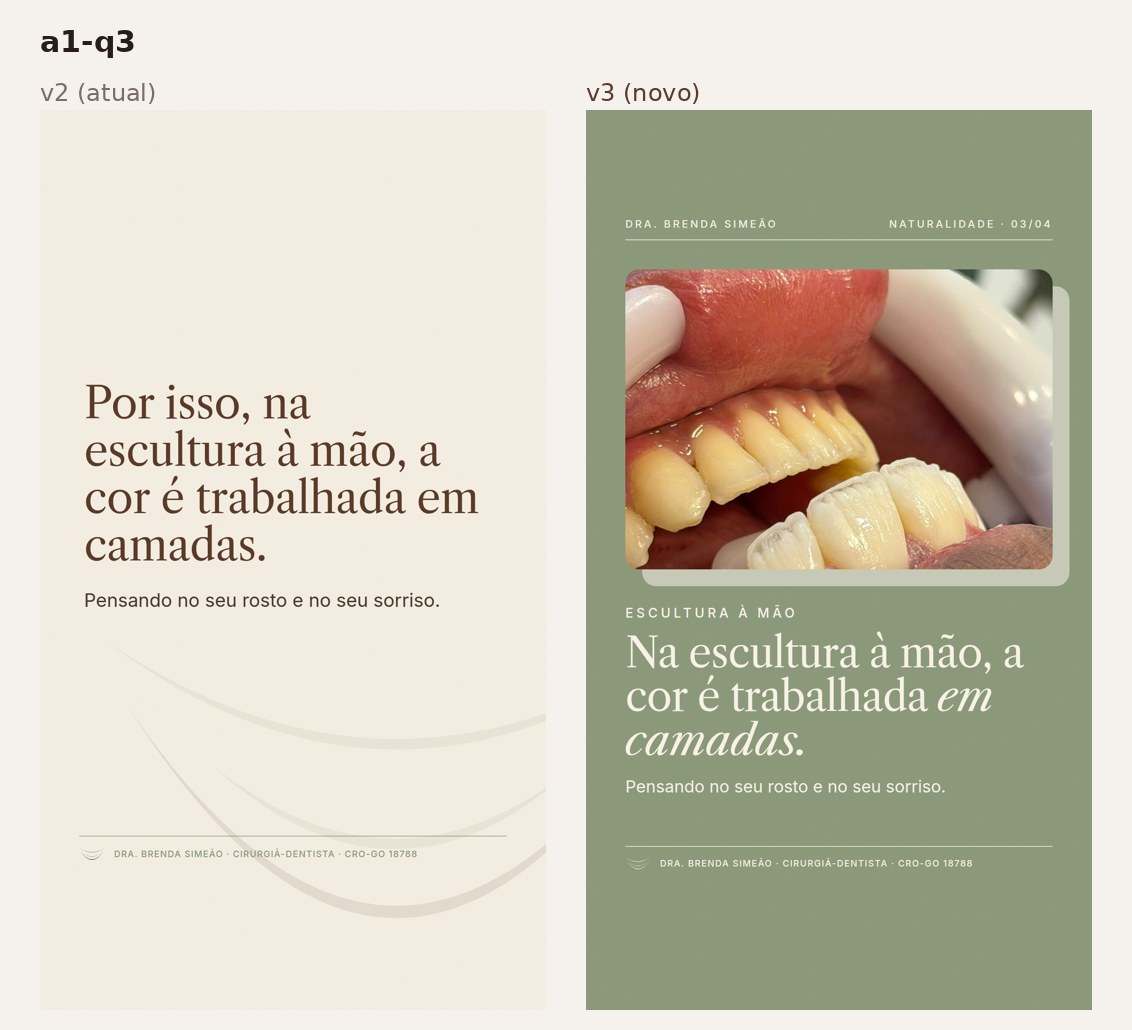 a1-q3
v2 (atual)
Por isso, na
escultura à mão, a
cor é trabalhada em
camadas.
Pensando no seu rosto e no seu sorriso.
DRA. BRENDA SIMEÃO · CIRURGIÃ-DENTISTA · CRO-GO 18788
v3 (novo)
DRA. BRENDA SIMEÃO
NATURALIDADE · 03/04
ESCULTURA À MÃO
Na escultura à mão, a
cor é trabalhada em
camadas.
Pensando no seu rosto e no seu sorriso.
DRA. BRENDA SIMEÃO · CIRURGIÃ-DENTISTA · CRO-GO 18788